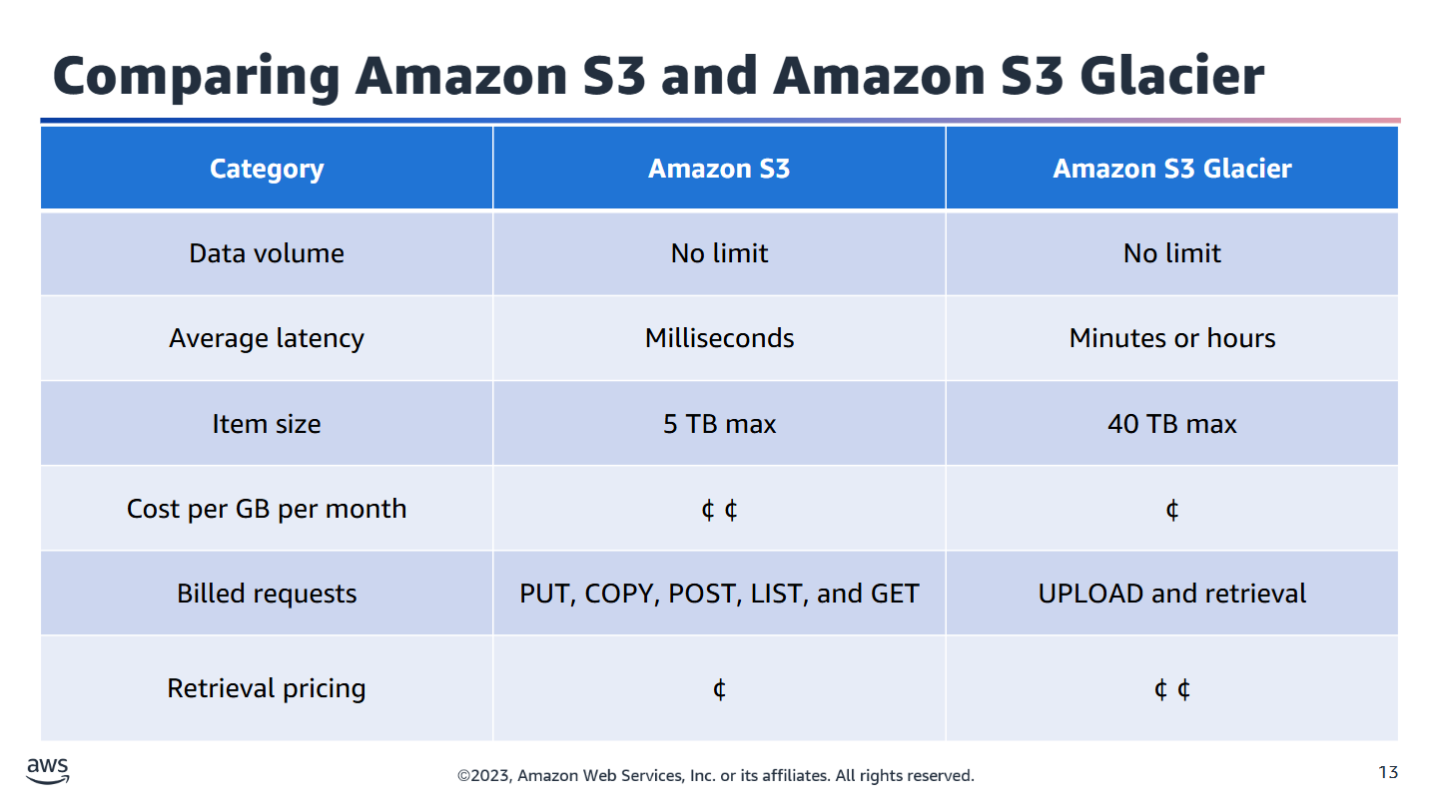 Comparing Amazon S3 and Amazon S3 Glacier
Category Amazon S3 Amazon S3 Glacier
Data volume No limit No limit
Average latency Milliseconds Minutes or hours
Item size 5 TB max 40 TB max
Cost per GB per month ¢ ¢ ¢
Billed requests PUT, COPY, POST, LIST, and GET UPLOAD and retrieval
Retrieval pricing ¢ ¢ ¢
aws ©2023, Amazon Web Services, Inc. or its affiliates. All rights reserved. 13